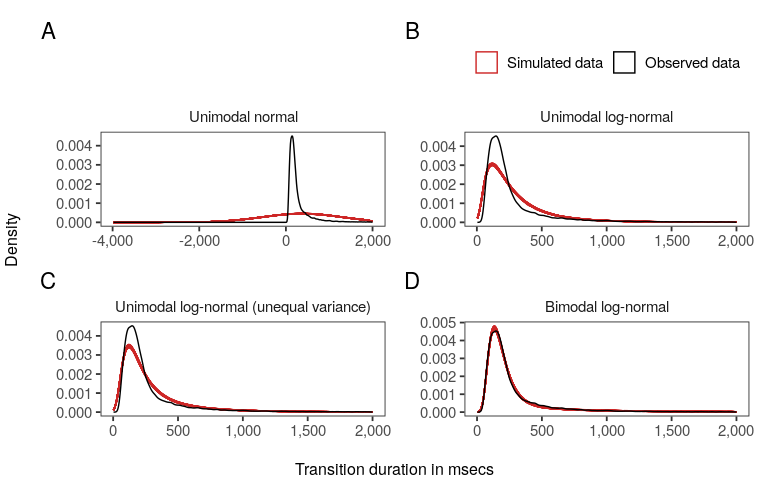 A
B
Simulated data Observed data
Unimodal normal
Unimodal log-normal
0.004
0.003
0.002
0.001
0.000
-4,000 -2,000 0 2,000
0.004
0.003
0.002
0.001
0.000
0 500 1,000 1,500 2,000
Density
C
D
Unimodal log-normal (unequal variance)
Bimodal log-normal
0.004
0.003
0.002
0.001
0.000
0 500 1,000 1,500 2,000
0.005
0.004
0.003
0.002
0.001
0.000
0 500 1,000 1,500 2,000
Transition duration in msecs